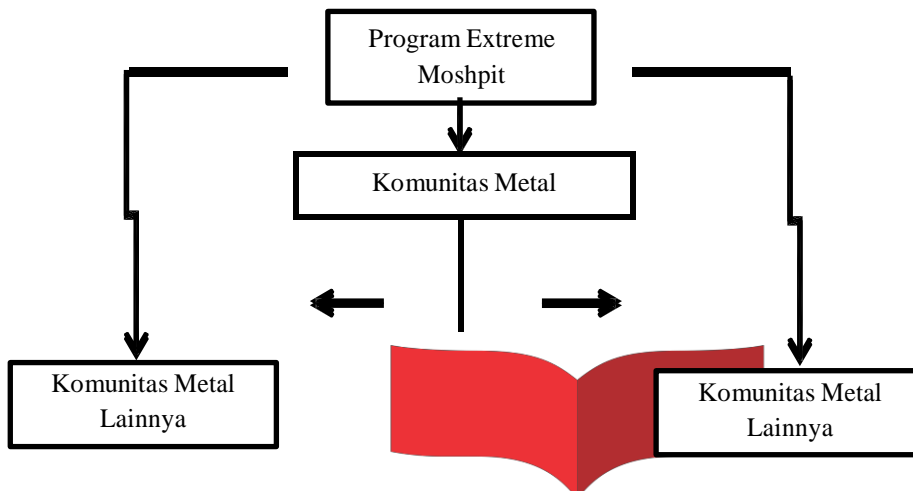 Program Extreme
Moshpit
Komunitas Metal
Komunitas Metal
Lainnya
Komunitas Metal
Lainnya